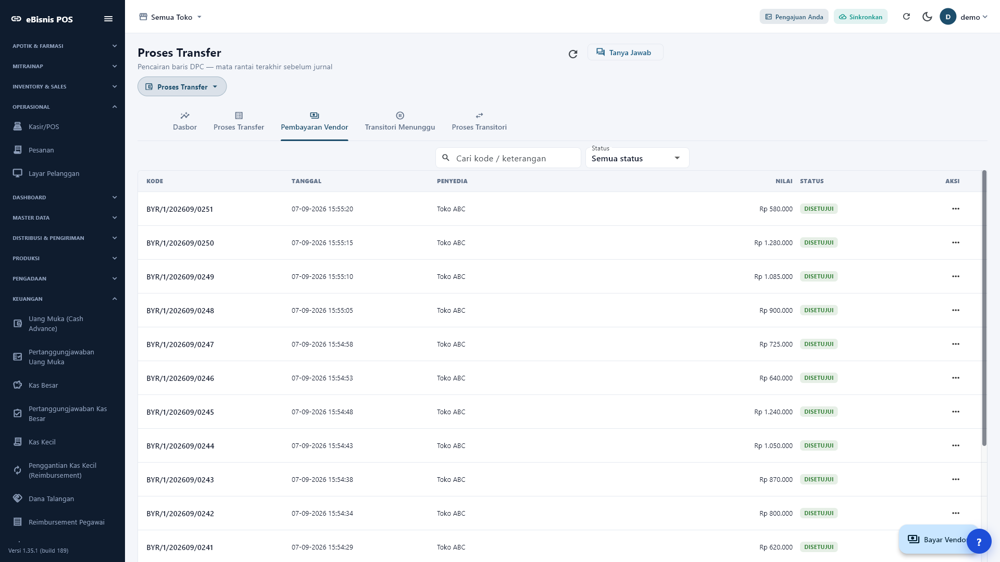 eBisnis POS
APOTIK & FARMASI
MITRAINAP
INVENTORY & SALES
OPERASIONAL
Kasir/POS
Pesanan
Layar Pelanggan
DASHBOARD
MASTER DATA
DISTRIBUSI & PENGIRIMAN
PRODUKSI
PENGADAAN
KEUANGAN
Uang Muka (Cash
Advance)
Pertanggungjawaban
Uang Muka
Kas Besar
Pertanggungjawaban Kas
Besar
Kas Kecil
Penggantian Kas Kecil
(Reimbursement)
Dana Talangan
Reimbursement Pegawai
Versi 1.35.1 (build 189)
Semua Toko
Pengajuan Anda
Sinkronkan
D
demo
Proses Transfer
Pencairan baris DPC — mata rantai terakhir sebelum jurnal
Tanya Jawab
Proses Transfer
Dasbor
Proses Transfer
Pembayaran Vendor
Transitori Menunggu
Proses Transitori
Cari kode / keterangan
Status
Semua status
KODE TANGGAL PENYEDIA NILAI STATUS AKSI
BYR/1/202609/0251 07-09-2026 15:55:20 Toko ABC Rp 580.000 DISETUJUI
BYR/1/202609/0250 07-09-2026 15:55:15 Toko ABC Rp 1.280.000 DISETUJUI
BYR/1/202609/0249 07-09-2026 15:55:10 Toko ABC Rp 1.085.000 DISETUJUI
BYR/1/202609/0248 07-09-2026 15:55:05 Toko ABC Rp 900.000 DISETUJUI
BYR/1/202609/0247 07-09-2026 15:54:58 Toko ABC Rp 725.000 DISETUJUI
BYR/1/202609/0246 07-09-2026 15:54:53 Toko ABC Rp 640.000 DISETUJUI
BYR/1/202609/0245 07-09-2026 15:54:48 Toko ABC Rp 1.240.000 DISETUJUI
BYR/1/202609/0244 07-09-2026 15:54:43 Toko ABC Rp 1.050.000 DISETUJUI
BYR/1/202609/0243 07-09-2026 15:54:38 Toko ABC Rp 870.000 DISETUJUI
BYR/1/202609/0242 07-09-2026 15:54:34 Toko ABC Rp 800.000 DISETUJUI
BYR/1/202609/0241 07-09-2026 15:54:29 Toko ABC Rp 620.000 DISETUJUI
Bayar Vendor
?